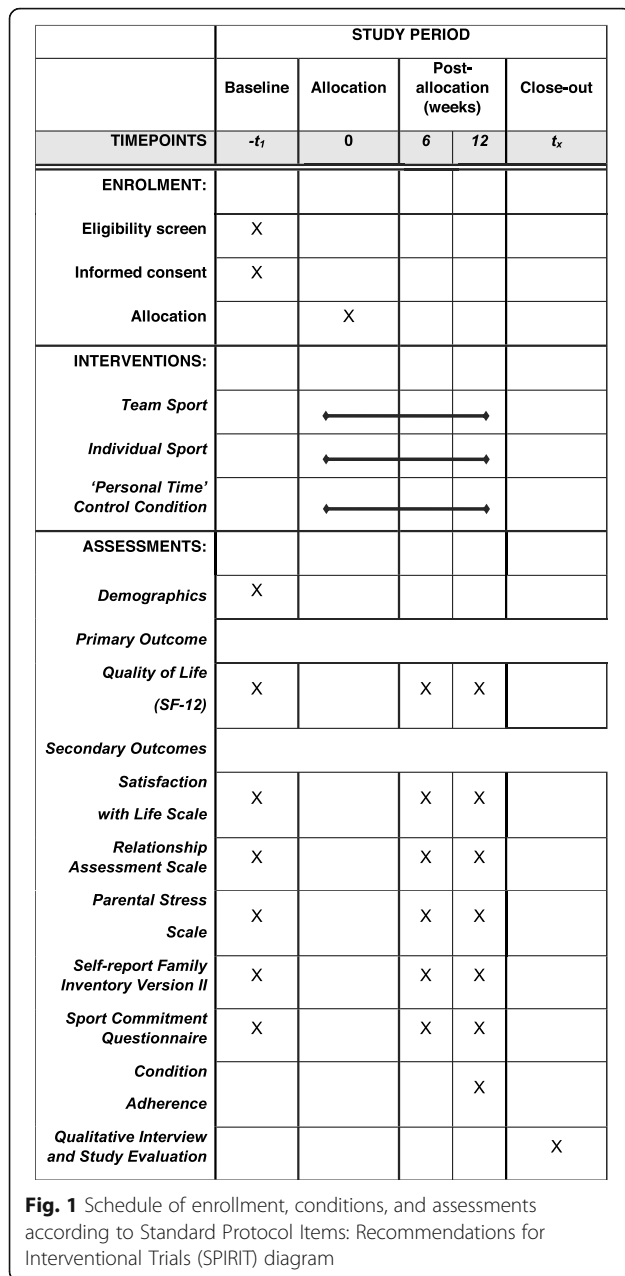 STUDY PERIOD
Baseline Allocation Post-allocation (weeks) Close-out
TIMEPOINTS -t1 0 6 12 tx
ENROLMENT:
Eligibility screen X
Informed consent X
Allocation X
INTERVENTIONS:
Team Sport
Individual Sport
‘Personal Time’
Control Condition
ASSESSMENTS:
Demographics X
Primary Outcome
Quality of Life
(SF-12) X X X
Secondary Outcomes
Satisfaction
with Life Scale X X X
Relationship
Assessment Scale X X X
Parental Stress
Scale X X X
Self-report Family
Inventory Version II X X X
Sport Commitment
Questionnaire X X X
Condition
Adherence X
Qualitative Interview
and Study Evaluation X
Fig. 1 Schedule of enrollment, conditions, and assessments
according to Standard Protocol Items: Recommendations for
Interventional Trials (SPIRIT) diagram